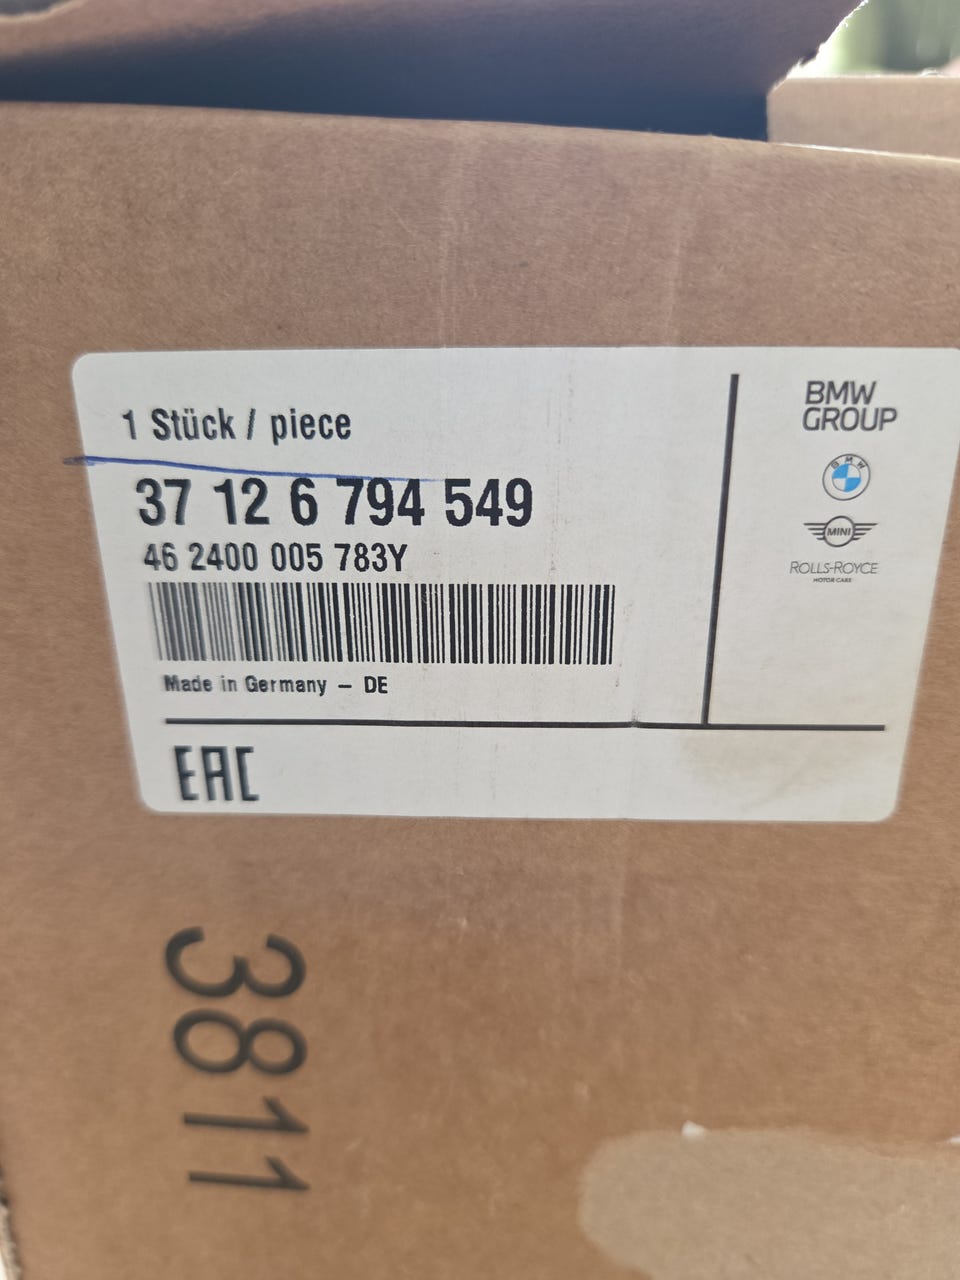 1 Stück / piece
37 12 6 794 549
46 2400 005 783Y
Made in Germany – DE
EAC
BMW
GROUP
BMW
MINI
ROLLS-ROYCE
MOTOR CARS
3811